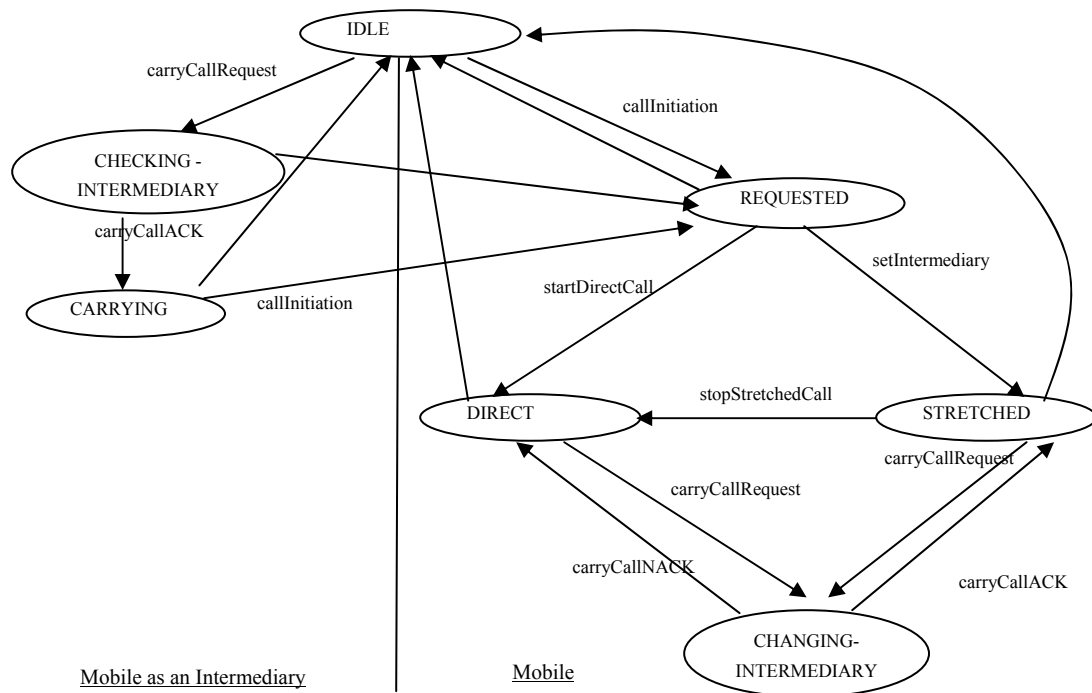 IDLE
carryCallRequest
callInitiation
CHECKING -
INTERMEDIARY
REQUESTED
carryCallACK
setIntermediary
startDirectCall
CARRYING
callInitiation
stopStretchedCall
DIRECT
STRETCHED
carryCallRequest
carryCallRequest
carryCallNACK
carryCallACK
CHANGING-
INTERMEDIARY
Mobile as an Intermediary
Mobile